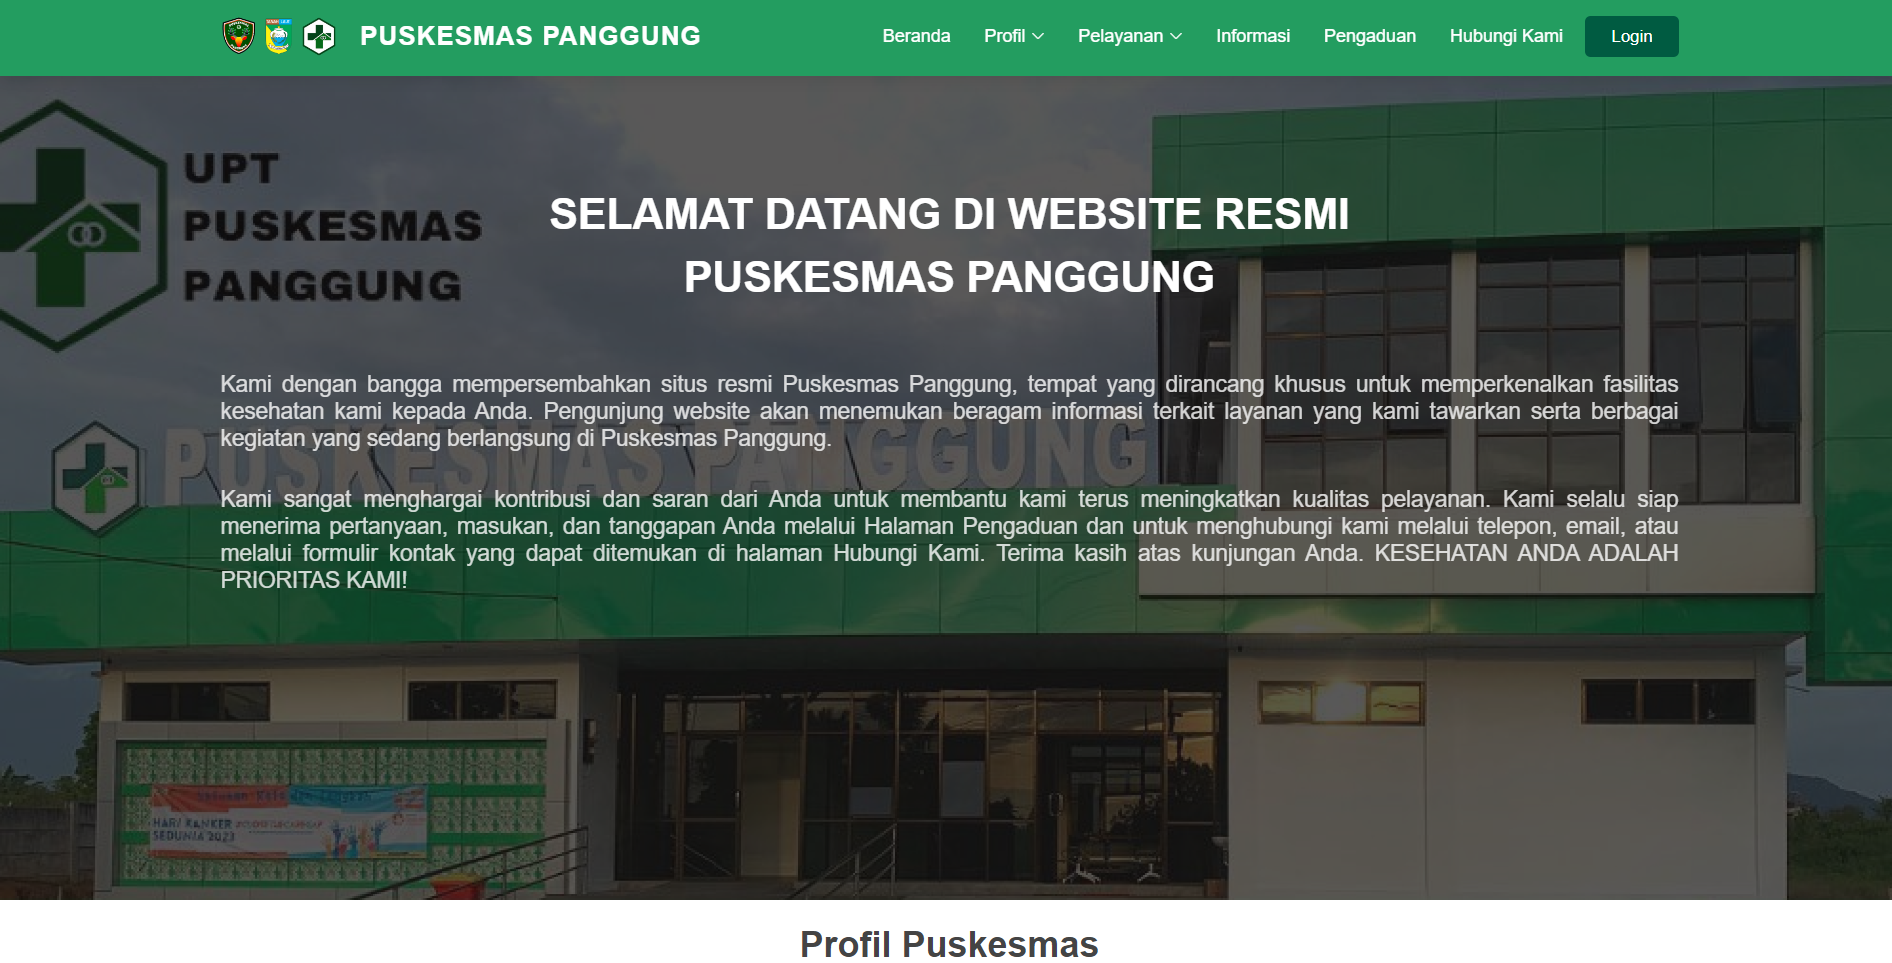 PUSKESMAS PANGGUNG
Beranda
Profil
Pelayanan
Informasi
Pengaduan
Hubungi Kami
Login
UPT
PUSKESMAS
PANGGUNG
SELAMAT DATANG DI WEBSITE RESMI
PUSKESMAS PANGGUNG
Kami dengan bangga mempersembahkan situs resmi Puskesmas Panggung, tempat yang dirancang khusus untuk memperkenalkan fasilitas
kesehatan kami kepada Anda. Pengunjung website akan menemukan beragam informasi terkait layanan yang kami tawarkan serta berbagai
kegiatan yang sedang berlangsung di Puskesmas Panggung.
PUSKESMAS PANGGUNG
Kami sangat menghargai kontribusi dan saran dari Anda untuk membantu kami terus meningkatkan kualitas pelayanan. Kami selalu siap
menerima pertanyaan, masukan, dan tanggapan Anda melalui Halaman Pengaduan dan untuk menghubungi kami melalui telepon, email, atau
melalui formulir kontak yang dapat ditemukan di halaman Hubungi Kami. Terima kasih atas kunjungan Anda. KESEHATAN ANDA ADALAH
PRIORITAS KAMI!
HARI KANKER
SEDUNIA 2023
Profil Puskesmas